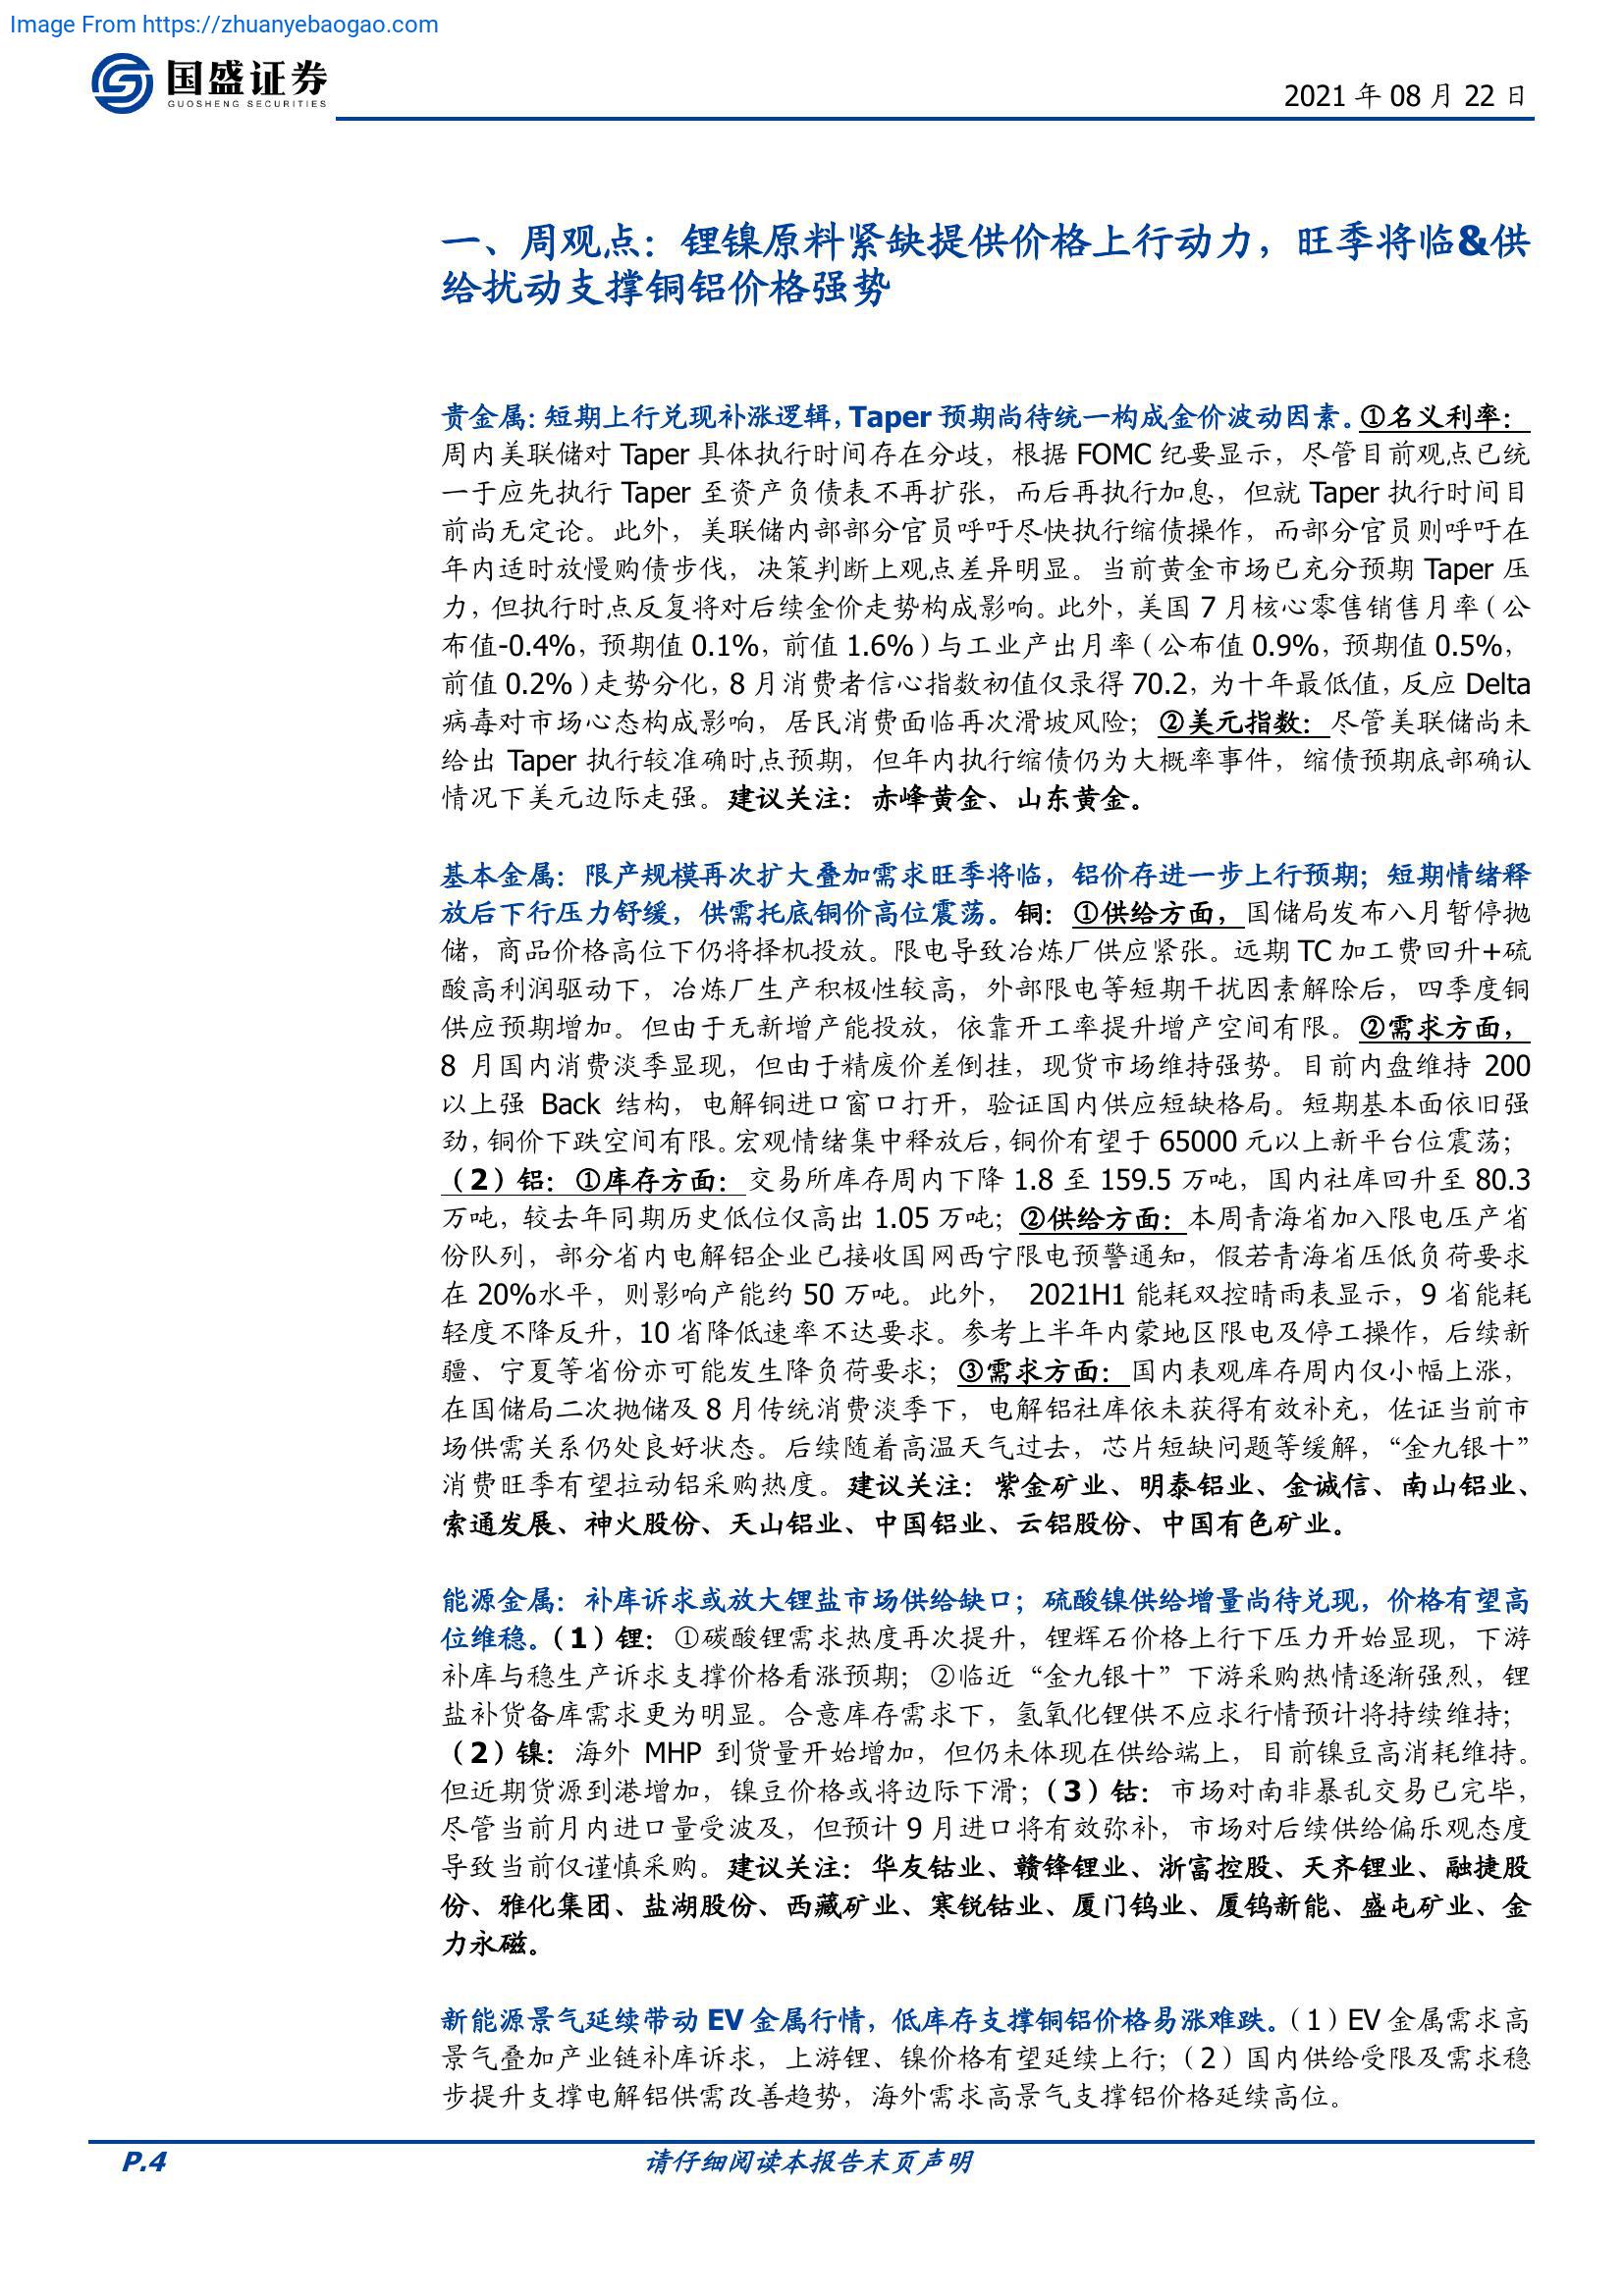 Image From https://zhuanyebaogao.com
国盛证券
GUOSHENG SECURITIES
2021 年 08 月 22 日
一、周观点：锂镍原料紧缺提供价格上行动力，旺季将临&供
给扰动支撑铜铝价格强势
贵金属：短期上行兑现补涨逻辑，Taper 预期尚待统一构成金价波动因素。①名义利率：
周内美联储对 Taper 具体执行时间存在分歧，根据 FOMC 纪要显示，尽管目前观点已统
一于应先执行 Taper 至资产负债表不再扩张，而后再执行加息，但就 Taper 执行时间目
前尚无定论。此外，美联储内部部分官员呼吁尽快执行缩债操作，而部分官员则呼吁在
年内适时放慢购债步伐，决策判断上观点差异明显。当前黄金市场已充分预期 Taper 压
力，但执行时点反复将对后续金价走势构成影响。此外，美国 7 月核心零售销售月率（公
布值-0.4%，预期值 0.1%，前值 1.6%）与工业产出月率（公布值 0.9%，预期值 0.5%，
前值 0.2%）走势分化，8 月消费者信心指数初值仅录得 70.2，为十年最低值，反应 Delta
病毒对市场心态构成影响，居民消费面临再次滑坡风险；②美元指数：尽管美联储尚未
给出 Taper 执行较准确时点预期，但年内执行缩债仍为大概率事件，缩债预期底部确认
情况下美元边际走强。建议关注：赤峰黄金、山东黄金。
基本金属：限产规模再次扩大叠加需求旺季将临，铝价存进一步上行预期；短期情绪释
放后下行压力舒缓，供需托底铜价高位震荡。铜：①供给方面，国储局发布八月暂停抛
储，商品价格高位下仍将择机投放。限电导致冶炼厂供应紧张。远期 TC 加工费回升+硫
酸高利润驱动下，冶炼厂生产积极性较高，外部限电等短期干扰因素解除后，四季度铜
供应预期增加。但由于无新增产能投放，依靠开工率提升增产空间有限。②需求方面，
8 月国内消费淡季显现，但由于精废价差倒挂，现货市场维持强势。目前内盘维持 200
以上强 Back 结构，电解铜进口窗口打开，验证国内供应短缺格局。短期基本面依旧强
劲，铜价下跌空间有限。宏观情绪集中释放后，铜价有望于 65000 元以上新平台位震荡；
（2）铝：①库存方面：交易所库存周内下降 1.8 至 159.5 万吨，国内社库回升至 80.3
万吨，较去年同期历史低位仅高出 1.05 万吨；②供给方面：本周青海省加入限电压产省
份队列，部分省内电解铝企业已接收国网西宁限电预警通知，假若青海省压低负荷要求
在 20%水平，则影响产能约 50 万吨。此外， 2021H1 能耗双控晴雨表显示，9 省能耗
轻度不降反升，10 省降低速率不达要求。参考上半年内蒙地区限电及停工操作，后续新
疆、宁夏等省份亦可能发生降负荷要求；③需求方面：国内表观库存周内仅小幅上涨，
在国储局二次抛储及 8 月传统消费淡季下，电解铝社库依未获得有效补充，佐证当前市
场供需关系仍处良好状态。后续随着高温天气过去，芯片短缺问题等缓解，“金九银十”
消费旺季有望拉动铝采购热度。建议关注：紫金矿业、明泰铝业、金诚信、南山铝业、
索通发展、神火股份、天山铝业、中国铝业、云铝股份、中国有色矿业。
能源金属：补库诉求或放大锂盐市场供给缺口；硫酸镍供给增量尚待兑现，价格有望高
位维稳。（1）锂：①碳酸锂需求热度再次提升，锂辉石价格上行下压力开始显现，下游
补库与稳生产诉求支撑价格看涨预期；②临近“金九银十”下游采购热情逐渐强烈，锂
盐补货备库需求更为明显。合意库存需求下，氢氧化锂供不应求行情预计将持续维持；
（2）镍：海外 MHP 到货量开始增加，但仍未体现在供给端上，目前镍豆高消耗维持。
但近期货源到港增加，镍豆价格或将边际下滑；（3）钴：市场对南非暴乱交易已完毕，
尽管当前月内进口量受波及，但预计 9 月进口将有效弥补，市场对后续供给偏乐观态度
导致当前仅谨慎采购。建议关注：华友钴业、赣锋锂业、浙富控股、天齐锂业、融捷股
份、雅化集团、盐湖股份、西藏矿业、寒锐钴业、厦门钨业、厦钨新能、盛屯矿业、金
力永磁。
新能源景气延续带动 EV 金属行情，低库存支撑铜铝价格易涨难跌。（1）EV 金属需求高
景气叠加产业链补库诉求，上游锂、镍价格有望延续上行；（2）国内供给受限及需求稳
步提升支撑电解铝供需改善趋势，海外需求高景气支撑铝价格延续高位。
P.4
请仔细阅读本报告末页声明